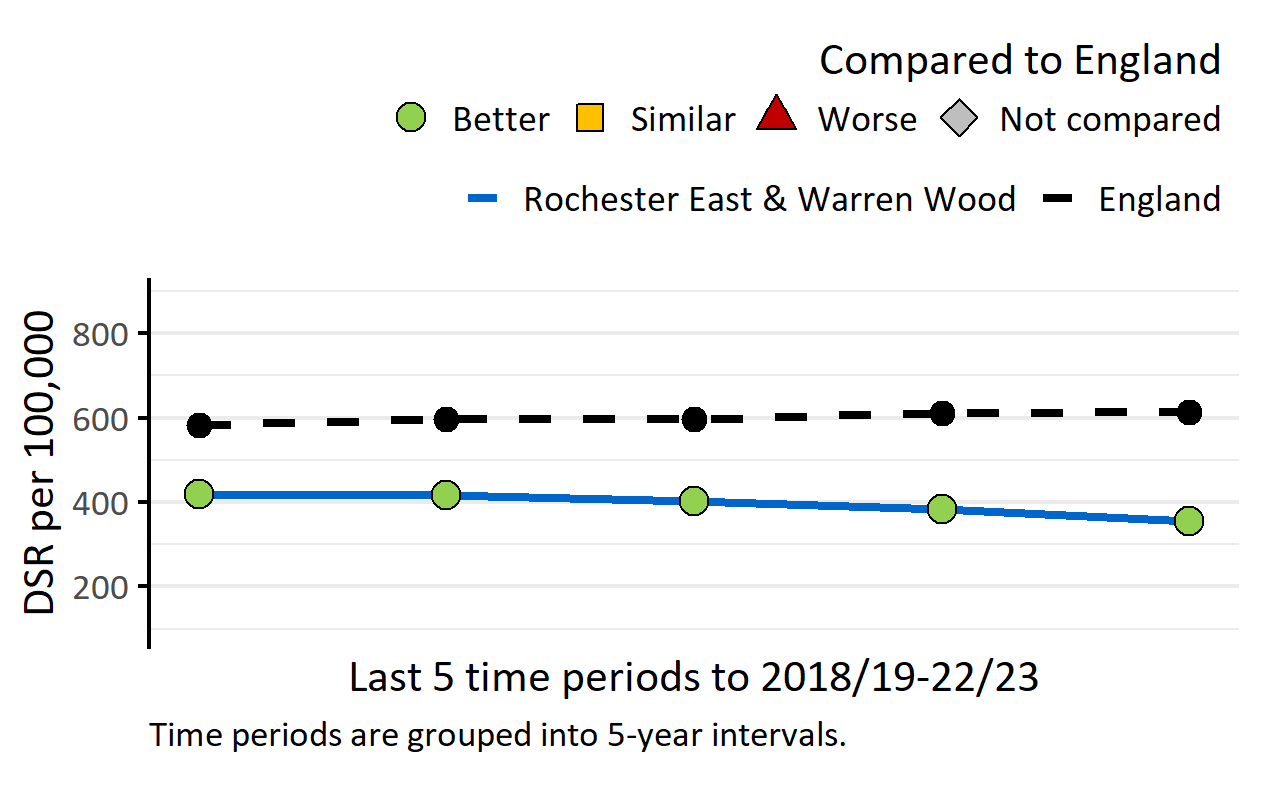 Compared to England
Better Similar Worse Not compared
Rochester East & Warren Wood England
DSR per 100,000
800
600
400
200
Last 5 time periods to 2018/19-22/23
Time periods are grouped into 5-year intervals.